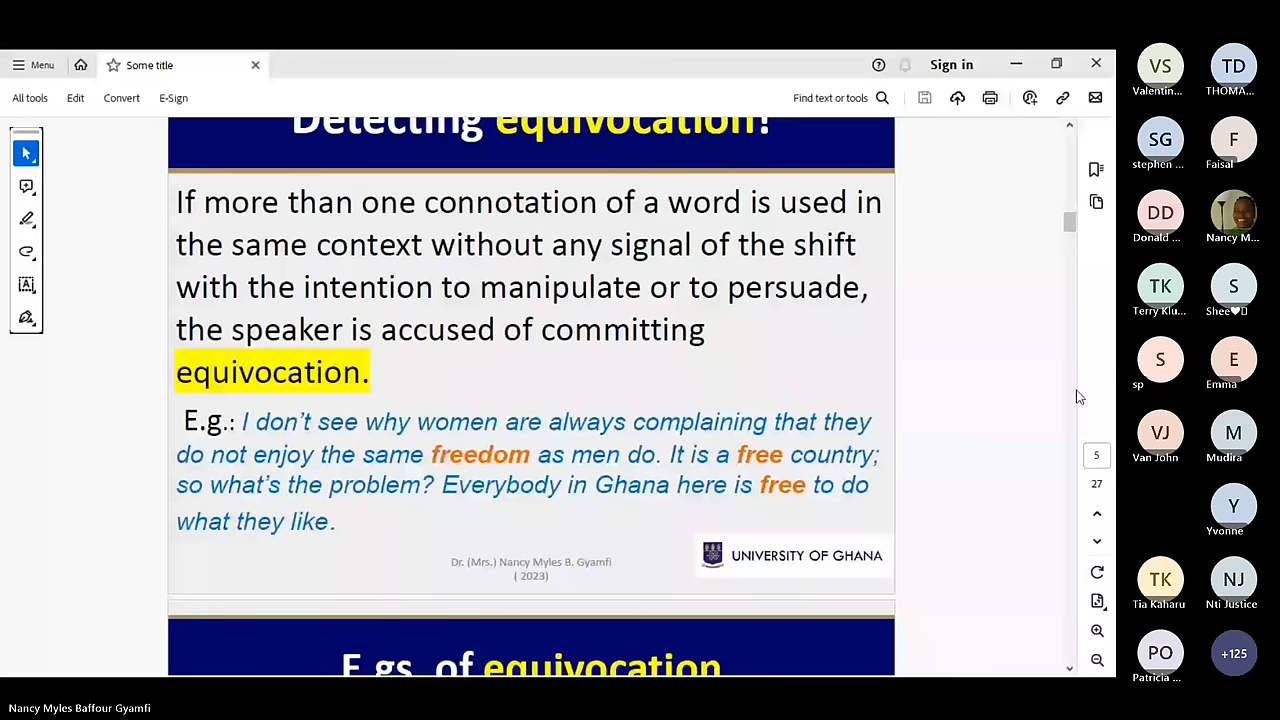 Menu
Some title
Sign in
All tools
Edit
Convert
E-Sign
Find text or tools
Detecting equivocation!
If more than one connotation of a word is used in
the same context without any signal of the shift
with the intention to manipulate or to persuade,
the speaker is accused of committing
equivocation.
E.g.: I don't see why women are always complaining that they
do not enjoy the same freedom as men do. It is a free country;
so what's the problem? Everybody in Ghana here is free to do
what they like.
Dr. (Mrs.) Nancy Myles B. Gyamfi
( 2023)
UNIVERSITY OF GHANA
E.gs. of equivocation
5
27
VS
Valentin...
TD
THOMA...
SG
stephen ...
F
Faisal
DD
Donald ...
Nancy M...
TK
Terry Klu...
S
Shee♥
S
sp
E
Emma
VJ
Van John
M
Mudira
Y
Yvonne
TK
Tia Kaharu
NJ
Nti Justice
PO
Patricia ...
+125
Nancy Myles Baffour Gyamfi